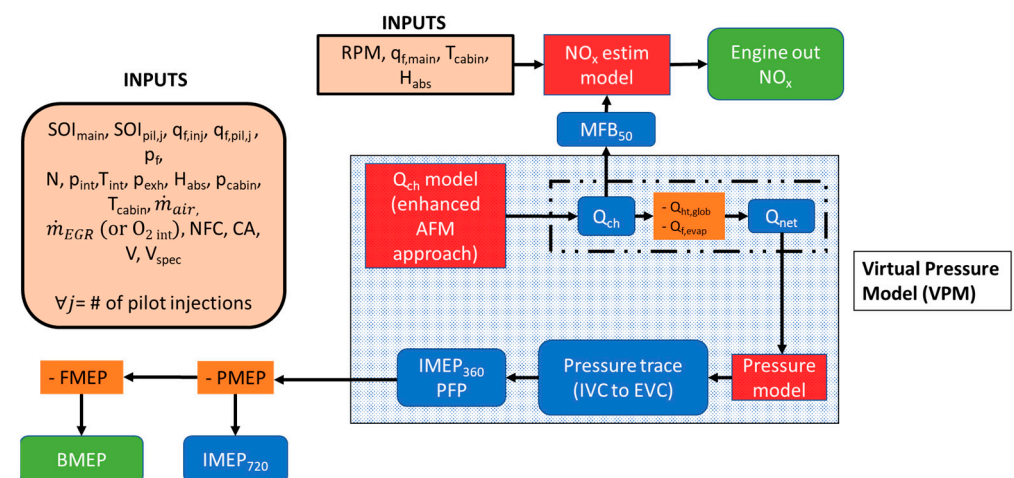 INPUTS
RPM, q_f,main, T_cabin,
H_abs
NO_x estim
model
Engine out
NO_x
MFB_50
INPUTS
SOI_main, SOI_pil,j, q_f,inj, q_f,pil,j ,
p_f,
N, p_int,T_int, p_exh, H_abs, p_cabin,
T_cabin, ṁ_air,
ṁ_EGR (or O_2 int), NFC, CA,
V, V_spec
∀j= # of pilot injections
Q_ch model
(enhanced
AFM
approach)
Q_ch
- Q_ht,glob
- Q_f,evap
Q_net
Virtual Pressure
Model (VPM)
Pressure
model
Pressure trace
(IVC to EVC)
IMEP_360
PFP
- PMEP
- FMEP
BMEP
IMEP_720